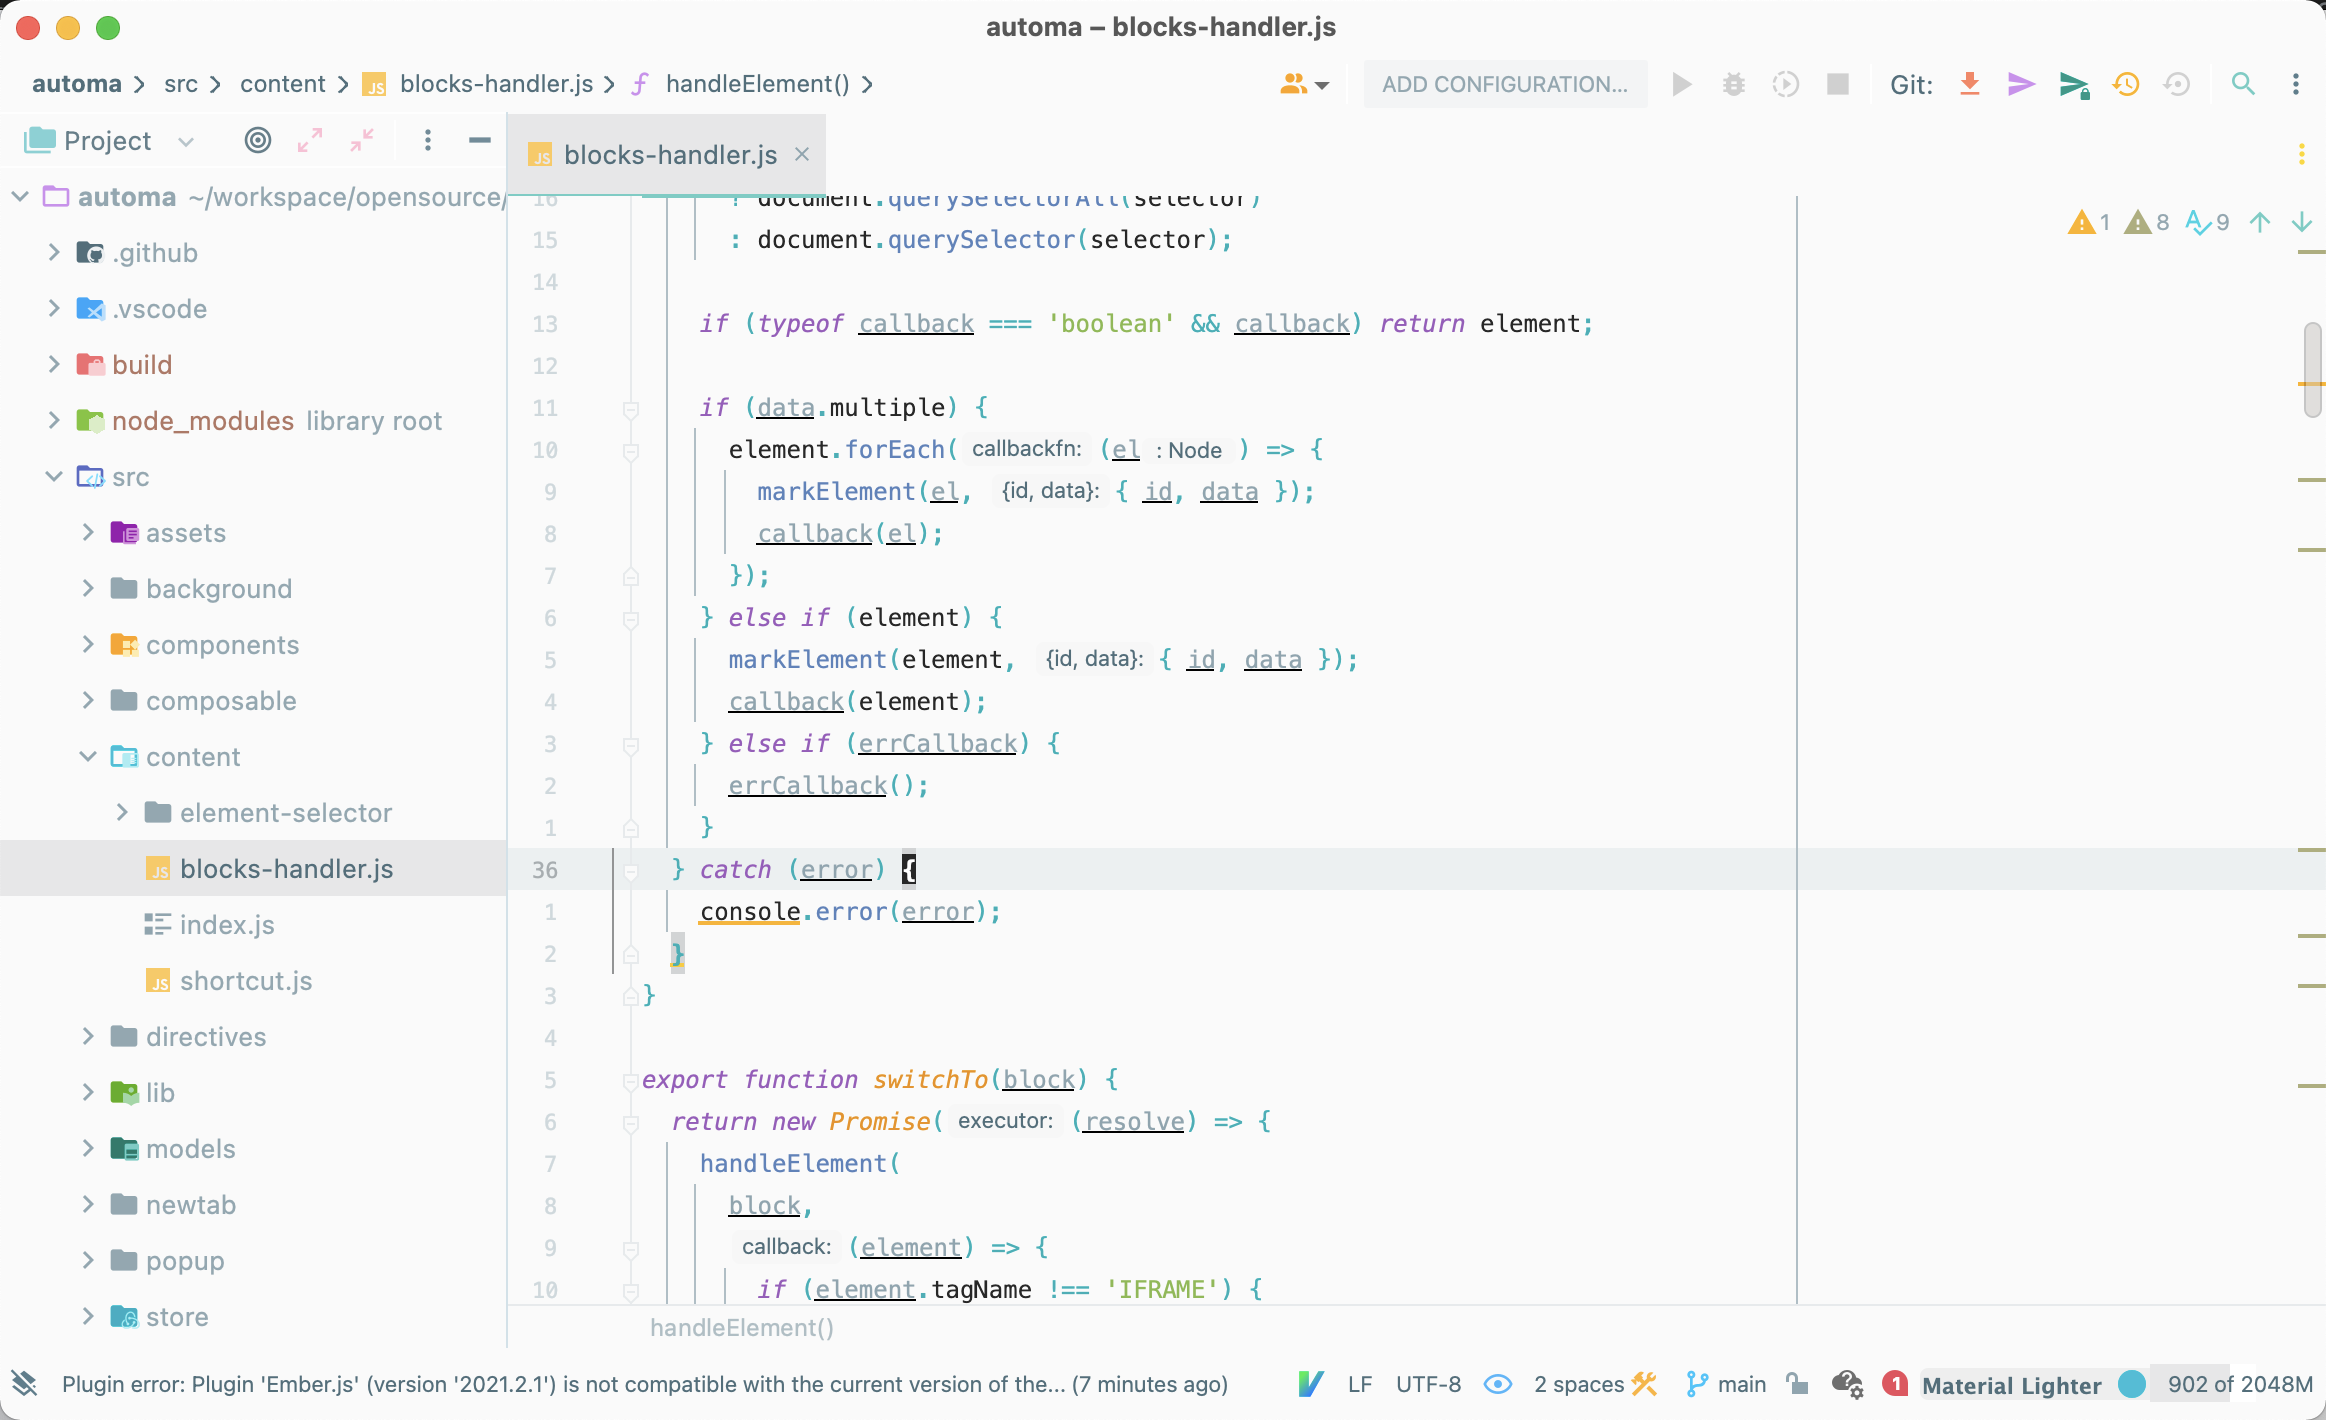 automa – blocks-handler.js
automa src content blocks-handler.js handleElement()
ADD CONFIGURATION...
Git:
Project
blocks-handler.js
automa ~/workspace/opensource/
.github
.vscode
build
node_modules library root
src
assets
background
components
composable
content
element-selector
blocks-handler.js
index.js
shortcut.js
directives
lib
models
newtab
popup
store
1 8 9
16 : document.querySelectorAll(selector)
15 : document.querySelector(selector);
14
13 if (typeof callback === 'boolean' && callback) return element;
12
11 if (data.multiple) {
10 element.forEach( callbackfn: (el : Node ) => {
9 markElement(el, {id, data}: { id, data });
8 callback(el);
7 });
6 } else if (element) {
5 markElement(element, {id, data}: { id, data });
4 callback(element);
3 } else if (errCallback) {
2 errCallback();
1 }
36 } catch (error) {
1 console.error(error);
2 }
3 }
4
5 export function switchTo(block) {
6 return new Promise( executor: (resolve) => {
7 handleElement(
8 block,
9 callback: (element) => {
10 if (element.tagName !== 'IFRAME') {
handleElement()
Plugin error: Plugin 'Ember.js' (version '2021.2.1') is not compatible with the current version of the... (7 minutes ago)
LF UTF-8 2 spaces main 1 Material Lighter 902 of 2048M